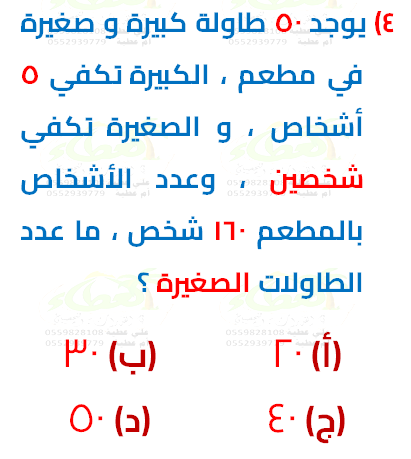 ٤) يوجد ٥٠ طاولة كبيرة و صغيرة
في مطعم ، الكبيرة تكفي ٥
أشخاص ، و الصغيرة تكفي
شخصين ، وعدد الأشخاص
بالمطعم ١٦٠ شخص ، ما عدد
الطاولات الصغيرة ؟
(أ) ٢٠ (ب) ٣٠
(ج) ٤٠ (د) ٥٠